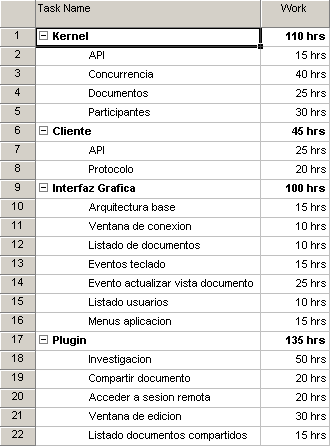 Task Name Work
1 Kernel 110 hrs
2 API 15 hrs
3 Concurrencia 40 hrs
4 Documentos 25 hrs
5 Participantes 30 hrs
6 Cliente 45 hrs
7 API 25 hrs
8 Protocolo 20 hrs
9 Interfaz Grafica 100 hrs
10 Arquitectura base 15 hrs
11 Ventana de conexion 10 hrs
12 Listado de documentos 10 hrs
13 Eventos teclado 15 hrs
14 Evento actualizar vista documento 25 hrs
15 Listado usuarios 10 hrs
16 Menus aplicacion 15 hrs
17 Plugin 135 hrs
18 Investigacion 50 hrs
19 Compartir documento 20 hrs
20 Acceder a sesion remota 20 hrs
21 Ventana de edicion 30 hrs
22 Listado documentos compartidos 15 hrs